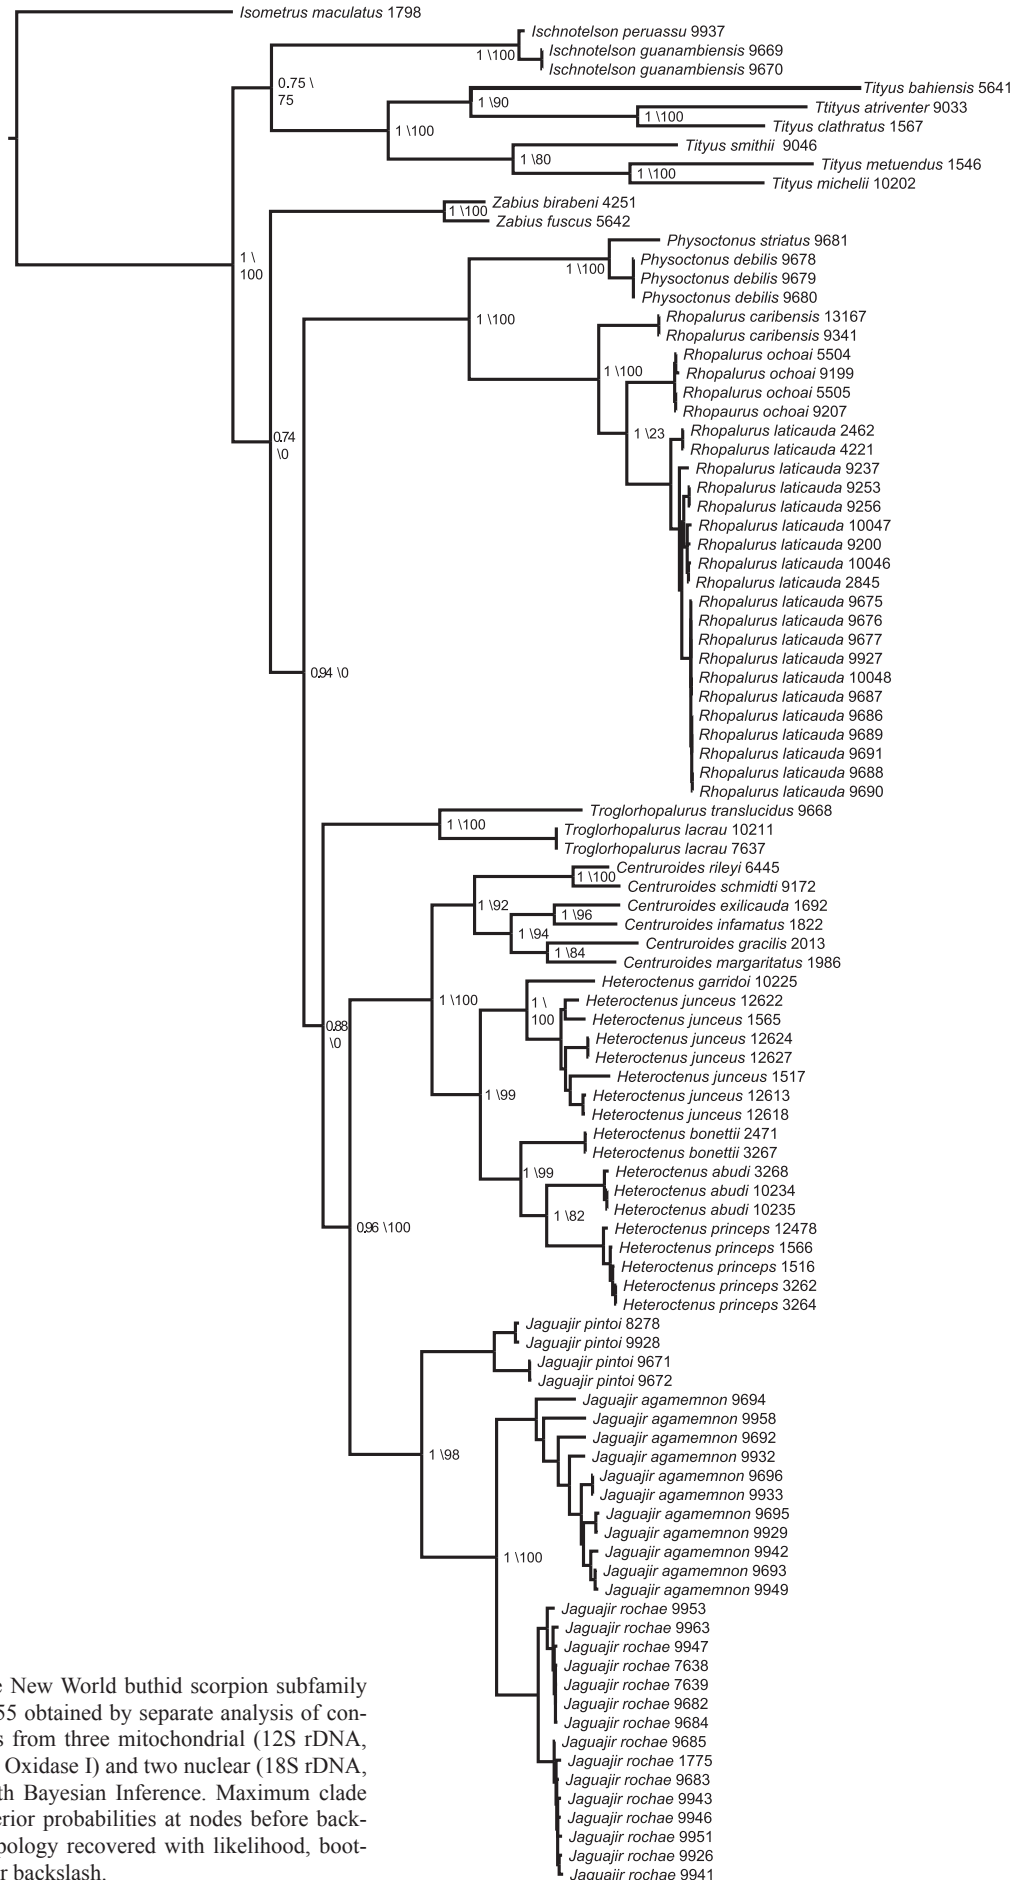 Isometrus maculatus 1798
Ischnotelson peruassu 9937
Ischnotelson guanambiensis 9669
1 \100
Ischnotelson guanambiensis 9670
0.75 \
75
Tityus bahiensis 5641
1 \90
Ttityus atriventer 9033
1 \100
Tityus clathratus 1567
1 \100
Tityus smithii 9046
1 \80
Tityus metuendus 1546
1 \100
Tityus michelii 10202
Zabius birabeni 4251
1 \100
Zabius fuscus 5642
Physoctonus striatus 9681
1 \
100
Physoctonus debilis 9678
1 \100
Physoctonus debilis 9679
Physoctonus debilis 9680
Rhopalurus caribensis 13167
1 \100
Rhopalurus caribensis 9341
Rhopalurus ochoai 5504
1 \100
Rhopalurus ochoai 9199
Rhopalurus ochoai 5505
Rhopaurus ochoai 9207
Rhopalurus laticauda 2462
1 \23
0.74
\0
Rhopalurus laticauda 4221
Rhopalurus laticauda 9237
Rhopalurus laticauda 9253
Rhopalurus laticauda 9256
Rhopalurus laticauda 10047
Rhopalurus laticauda 9200
Rhopalurus laticauda 10046
Rhopalurus laticauda 2845
Rhopalurus laticauda 9675
Rhopalurus laticauda 9676
Rhopalurus laticauda 9677
Rhopalurus laticauda 9927
0.94 \0
Rhopalurus laticauda 10048
Rhopalurus laticauda 9687
Rhopalurus laticauda 9686
Rhopalurus laticauda 9689
Rhopalurus laticauda 9691
Rhopalurus laticauda 9688
Rhopalurus laticauda 9690
Troglorhopalurus translucidus 9668
1 \100
Troglorhopalurus lacrau 10211
Troglorhopalurus lacrau 7637
Centruroides rileyi 6445
1 \100
Centruroides schmidti 9172
1 \92
Centruroides exilicauda 1692
1 \96
Centruroides infamatus 1822
1 \94
Centruroides gracilis 2013
1 \84
Centruroides margaritatus 1986
Heteroctenus garridoi 10225
1 \100
1 \
100
Heteroctenus junceus 12622
Heteroctenus junceus 1565
0.88
\0
Heteroctenus junceus 12624
Heteroctenus junceus 12627
Heteroctenus junceus 1517
1 \99
Heteroctenus junceus 12613
Heteroctenus junceus 12618
Heteroctenus bonettii 2471
Heteroctenus bonettii 3267
1 \99
Heteroctenus abudi 3268
Heteroctenus abudi 10234
Heteroctenus abudi 10235
1 \82
0.96 \100
Heteroctenus princeps 12478
Heteroctenus princeps 1566
Heteroctenus princeps 1516
Heteroctenus princeps 3262
Heteroctenus princeps 3264
Jaguajir pintoi 8278
Jaguajir pintoi 9928
Jaguajir pintoi 9671
Jaguajir pintoi 9672
Jaguajir agamemnon 9694
Jaguajir agamemnon 9958
Jaguajir agamemnon 9692
1 \98
Jaguajir agamemnon 9932
Jaguajir agamemnon 9696
Jaguajir agamemnon 9933
Jaguajir agamemnon 9695
Jaguajir agamemnon 9929
Jaguajir agamemnon 9942
1 \100
Jaguajir agamemnon 9693
Jaguajir agamemnon 9949
Jaguajir rochae 9953
Jaguajir rochae 9963
Jaguajir rochae 9947
Jaguajir rochae 7638
Jaguajir rochae 7639
Jaguajir rochae 9682
Jaguajir rochae 9684
Jaguajir rochae 9685
Jaguajir rochae 1775
Jaguajir rochae 9683
Jaguajir rochae 9943
Jaguajir rochae 9946
Jaguajir rochae 9951
Jaguajir rochae 9926
Jaguajir rochae 9941
New World buthid scorpion subfamily
55 obtained by separate analysis of con-
s from three mitochondrial (12S rDNA,
Oxidase I) and two nuclear (18S rDNA,
th Bayesian Inference. Maximum clade
erior probabilities at nodes before back-
pology recovered with likelihood, boot-
r backslash.